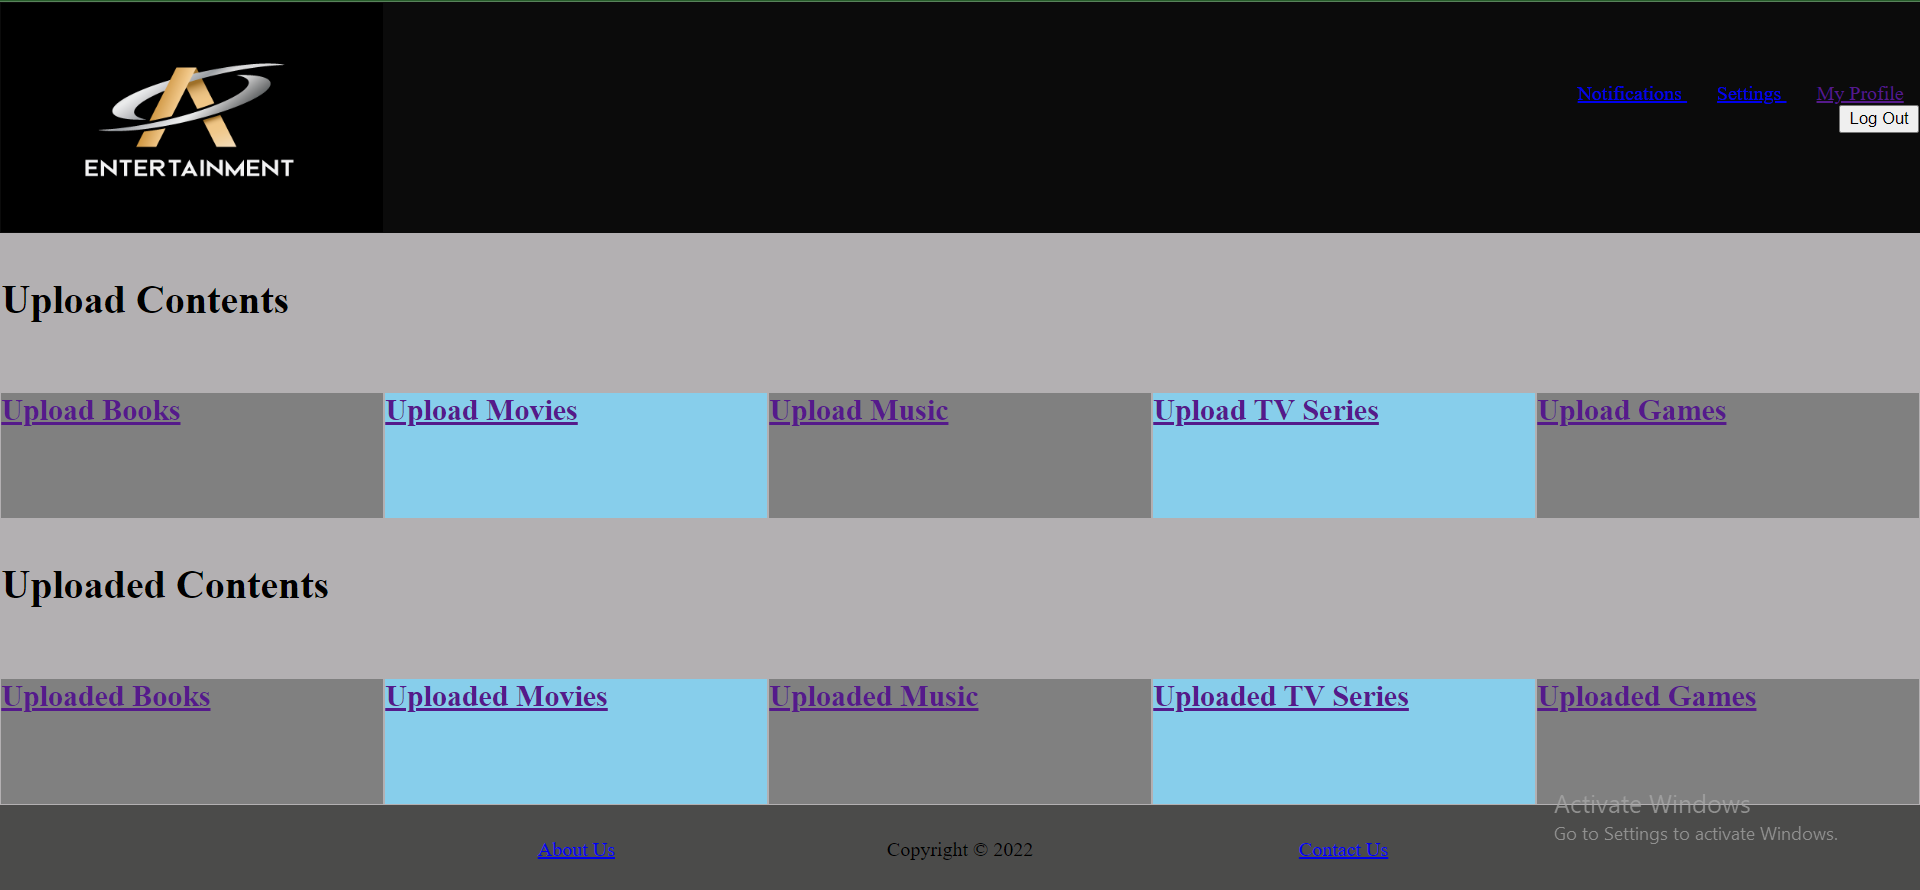 A
ENTERTAINMENT
Notifications Settings My Profile
Log Out
Upload Contents
Upload Books Upload Movies Upload Music Upload TV Series Upload Games
Uploaded Contents
Uploaded Books Uploaded Movies Uploaded Music Uploaded TV Series Uploaded Games
Activate Windows
Go to Settings to activate Windows.
About Us Copyright © 2022 Contact Us